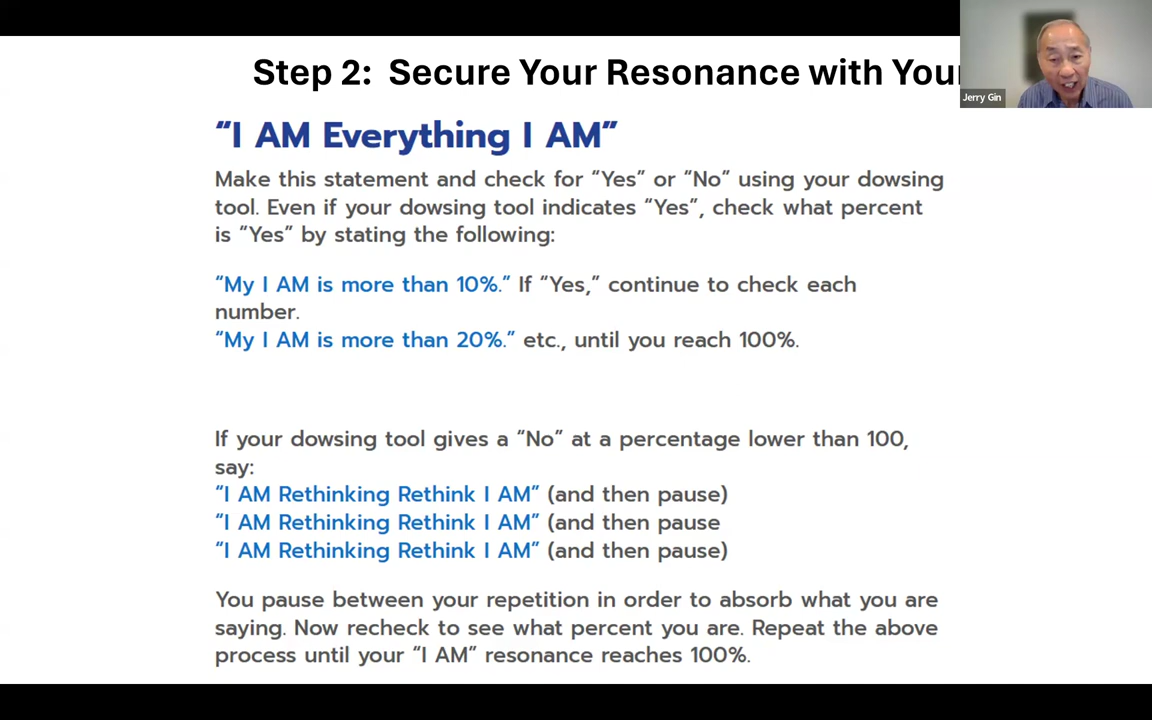 Step 2:  Secure Your Resonance with Your
Jerry Gin
“I AM Everything I AM”
Make this statement and check for “Yes” or “No” using your dowsing
tool. Even if your dowsing tool indicates “Yes”, check what percent
is “Yes” by stating the following:
“My I AM is more than 10%.” If “Yes,” continue to check each
number.
“My I AM is more than 20%.” etc., until you reach 100%.
If your dowsing tool gives a “No” at a percentage lower than 100,
say:
“I AM Rethinking Rethink I AM” (and then pause)
“I AM Rethinking Rethink I AM” (and then pause
“I AM Rethinking Rethink I AM” (and then pause)
You pause between your repetition in order to absorb what you are
saying. Now recheck to see what percent you are. Repeat the above
process until your “I AM” resonance reaches 100%.